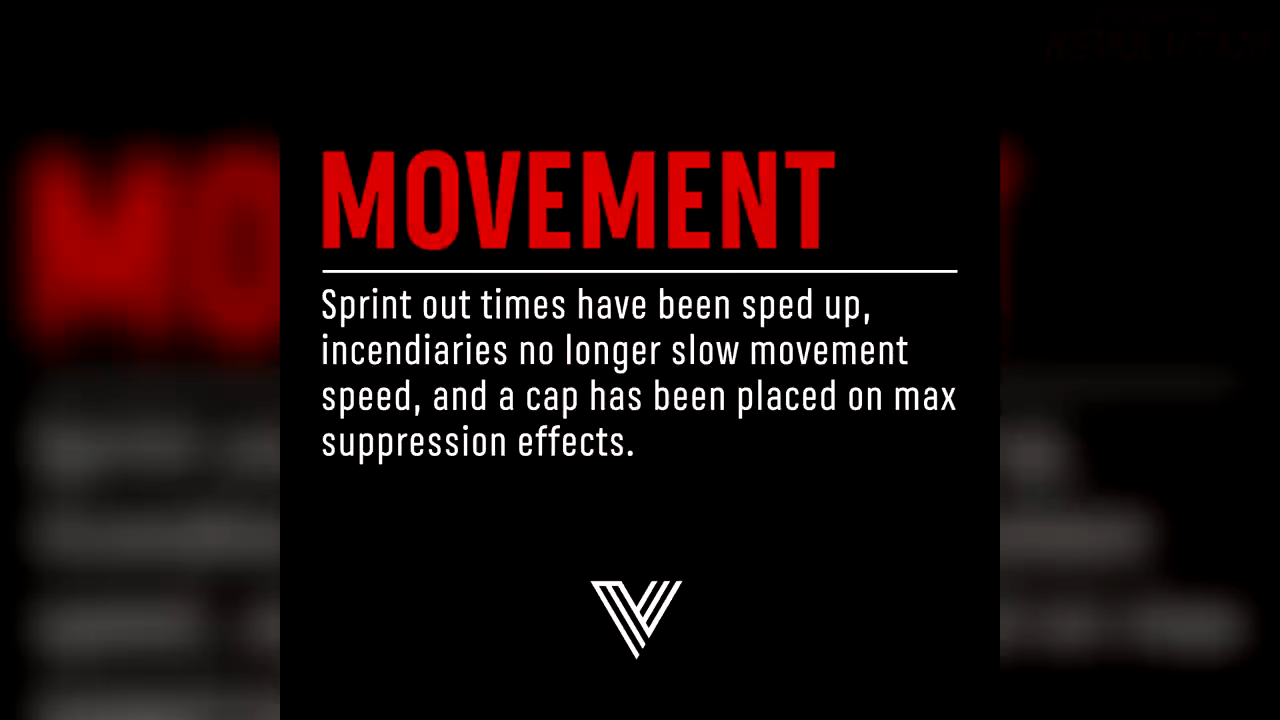 MOVEMENT
Sprint out times have been sped up,
incendiaries no longer slow movement
speed, and a cap has been placed on max
suppression effects.